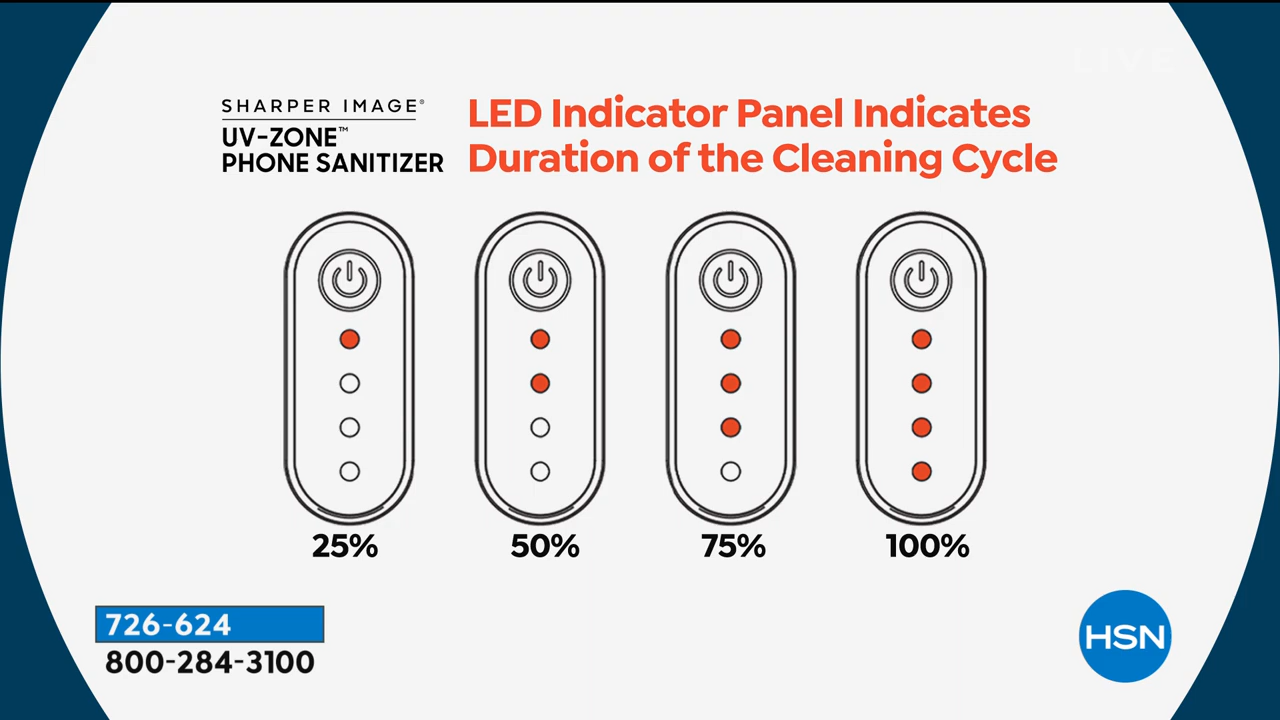 LIVE
SHARPER IMAGE®
UV-ZONE™
PHONE SANITIZER
LED Indicator Panel Indicates
Duration of the Cleaning Cycle
25%
50%
75%
100%
726-624
800-284-3100
HSN